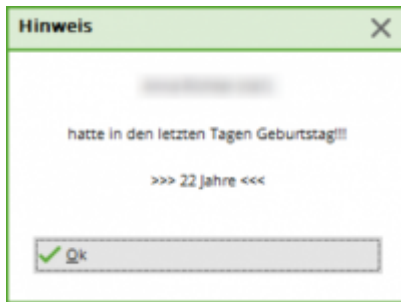 Hinweis
hatte in den letzten Tagen Geburtstag!!!
>>> 22 Jahre <<<
Ok